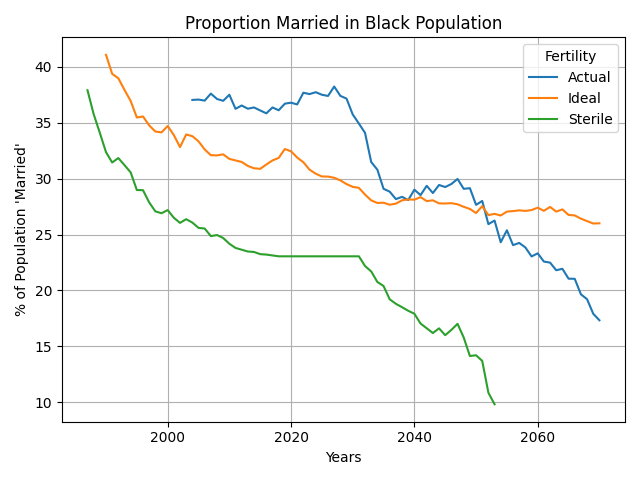 Proportion Married in Black Population
% of Population 'Married'
40
35
30
25
20
15
10
2000
2020
2040
2060
Years
Fertility
Actual
Ideal
Sterile